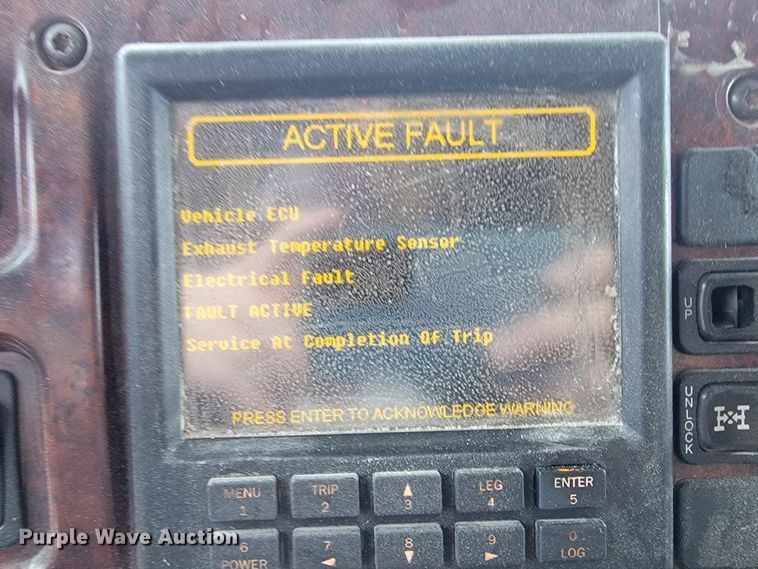 ACTIVE FAULT
Vehicle ECU
Exhaust Temperature Sensor
Electrical Fault
FAULT ACTIVE
Service At Completion Of Trip
PRESS ENTER TO ACKNOWLEDGE WARNING
UP
UNLOCK
MENU
1
TRIP
2
3
LEG
4
ENTER
5
6
POWER
7
8
9
0
LOG
Purple Wave Auction